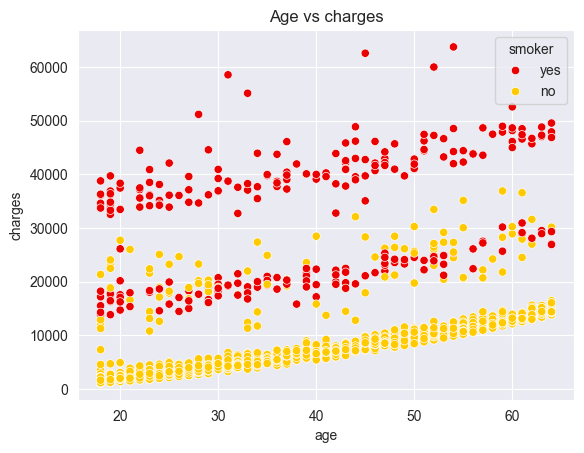 Age vs charges
smoker
yes
no
60000
50000
40000
30000
20000
10000
0
charges
20 30 40 50 60
age